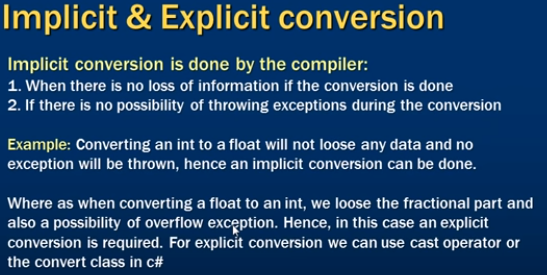 Implicit & Explicit conversion
Implicit conversion is done by the compiler:
1. When there is no loss of information if the conversion is done
2. If there is no possibility of throwing exceptions during the conversion
Example: Converting an int to a float will not loose any data and no
exception will be thrown, hence an implicit conversion can be done.
Where as when converting a float to an int, we loose the fractional part and
also a possibility of overflow exception. Hence, in this case an explicit
conversion is required. For explicit conversion we can use cast operator or
the convert class in c#